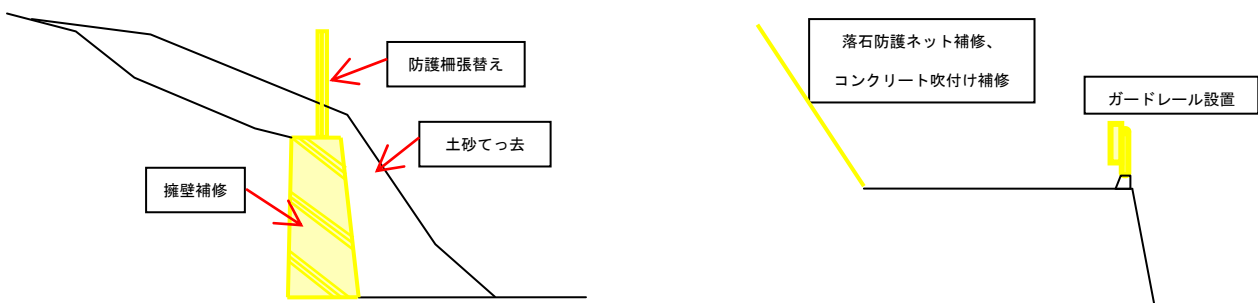 防護柵張替え
土砂てっ去
擁壁補修
落石防護ネット補修、
コンクリート吹付け補修
ガードレール設置